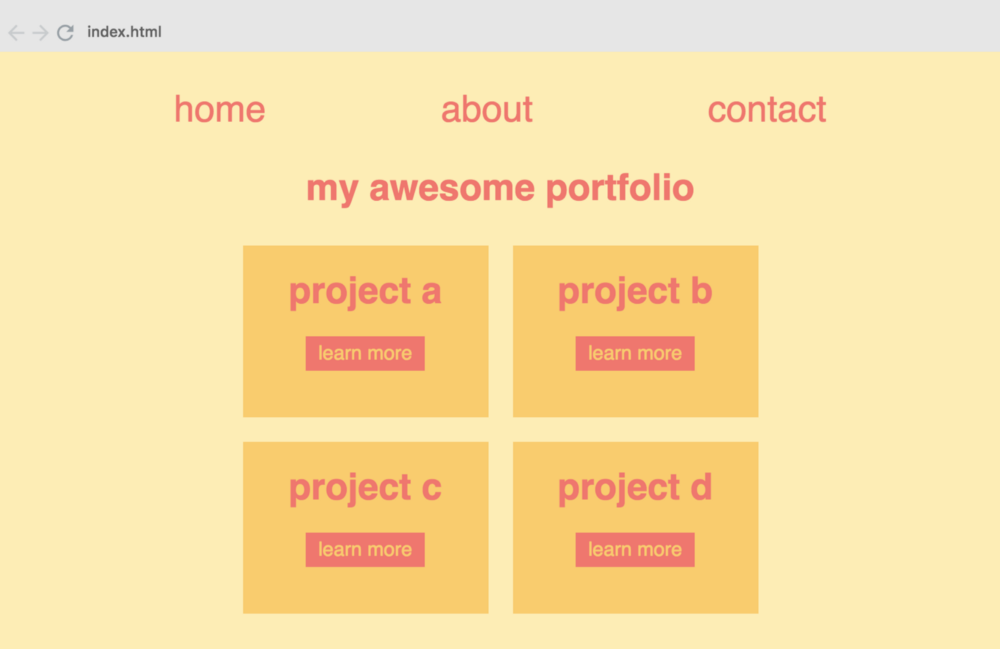 index.html
home about contact
my awesome portfolio
project a project b
learn more learn more
project c project d
learn more learn more